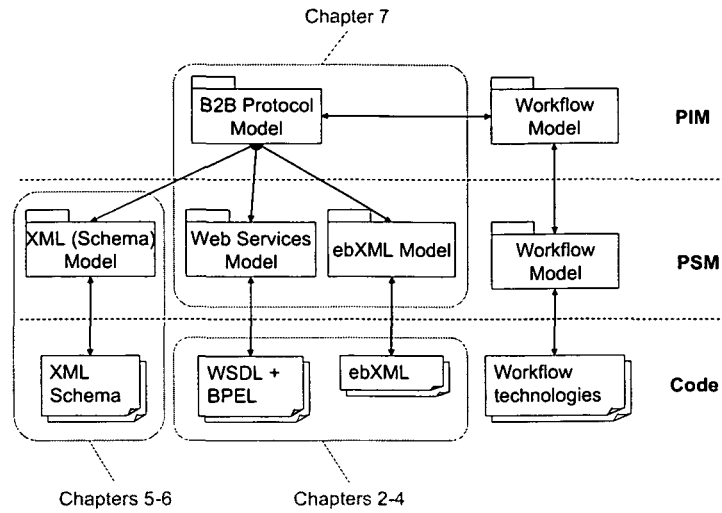 Chapter 7
B2B Protocol
Model
Workflow
Model
PIM
XML (Schema)
Model
Web Services
Model
ebXML Model
Workflow
Model
PSM
XML
Schema
WSDL +
BPEL
ebXML
Workflow
technologies
Code
Chapters 5-6
Chapters 2-4